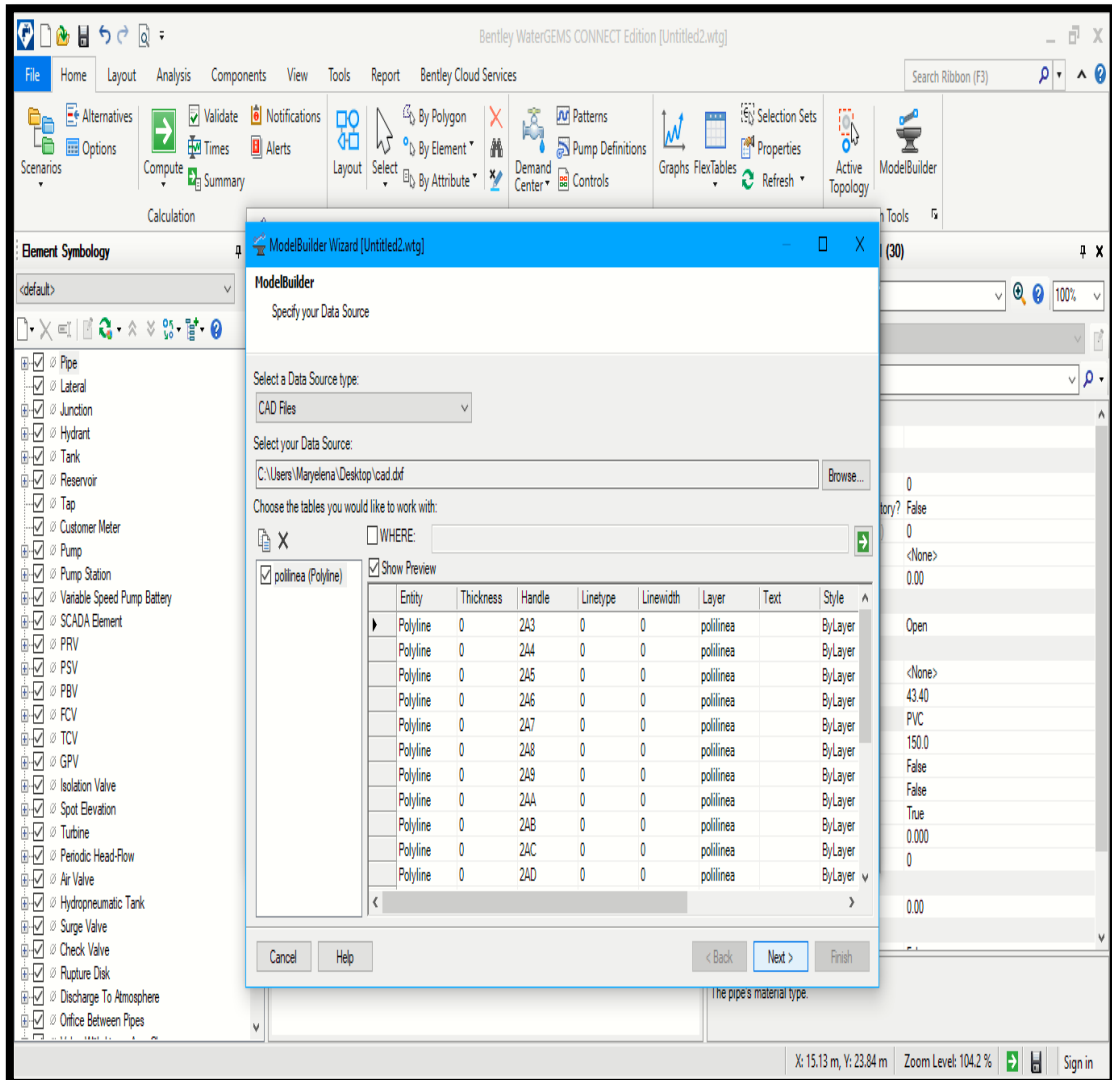 Bentley WaterGEMS CONNECT Edition [Untitled2.wtg]
File Home Layout Analysis Components View Tools Report Bentley Cloud Services Search Ribbon (F3)
Alternatives Validate Notifications By Polygon Patterns Selection Sets
Options Times Alerts By Element Pump Definitions Properties
Scenarios Compute Summary Layout Select By Attribute Demand Center Controls Graphs FlexTables Refresh Active Topology ModelBuilder
Calculation Tools
Element Symbology (30)
<default> 100%
ModelBuilder Wizard [Untitled2.wtg]
ModelBuilder
Specify your Data Source
Select a Data Source type:
CAD Files
Select your Data Source:
C:\Users\Maryelena\Desktop\cad.dxf Browse...
Choose the tables you would like to work with:
WHERE:
polilinea (Polyline) Show Preview
Entity Thickness Handle Linetype Linewidth Layer Text Style
Polyline 0 2A3 0 0 polilinea ByLayer
Polyline 0 2A4 0 0 polilinea ByLayer
Polyline 0 2A5 0 0 polilinea ByLayer
Polyline 0 2A6 0 0 polilinea ByLayer
Polyline 0 2A7 0 0 polilinea ByLayer
Polyline 0 2A8 0 0 polilinea ByLayer
Polyline 0 2A9 0 0 polilinea ByLayer
Polyline 0 2AA 0 0 polilinea ByLayer
Polyline 0 2AB 0 0 polilinea ByLayer
Polyline 0 2AC 0 0 polilinea ByLayer
Polyline 0 2AD 0 0 polilinea ByLayer
Cancel Help < Back Next > Finish
Pipe
Lateral
Junction
Hydrant
Tank
Reservoir
Tap
Customer Meter
Pump
Pump Station
Variable Speed Pump Battery
SCADA Element
PRV
PSV
PBV
FCV
TCV
GPV
Isolation Valve
Spot Elevation
Turbine
Periodic Head-Flow
Air Valve
Hydropneumatic Tank
Surge Valve
Check Valve
Rupture Disk
Discharge To Atmosphere
Orifice Between Pipes
0
tory? False
0
<None>
0.00
Open
<None>
43.40
PVC
150.0
False
False
True
0.000
0
0.00
The pipe's material type.
X: 15.13 m, Y: 23.84 m Zoom Level: 104.2 % Sign in